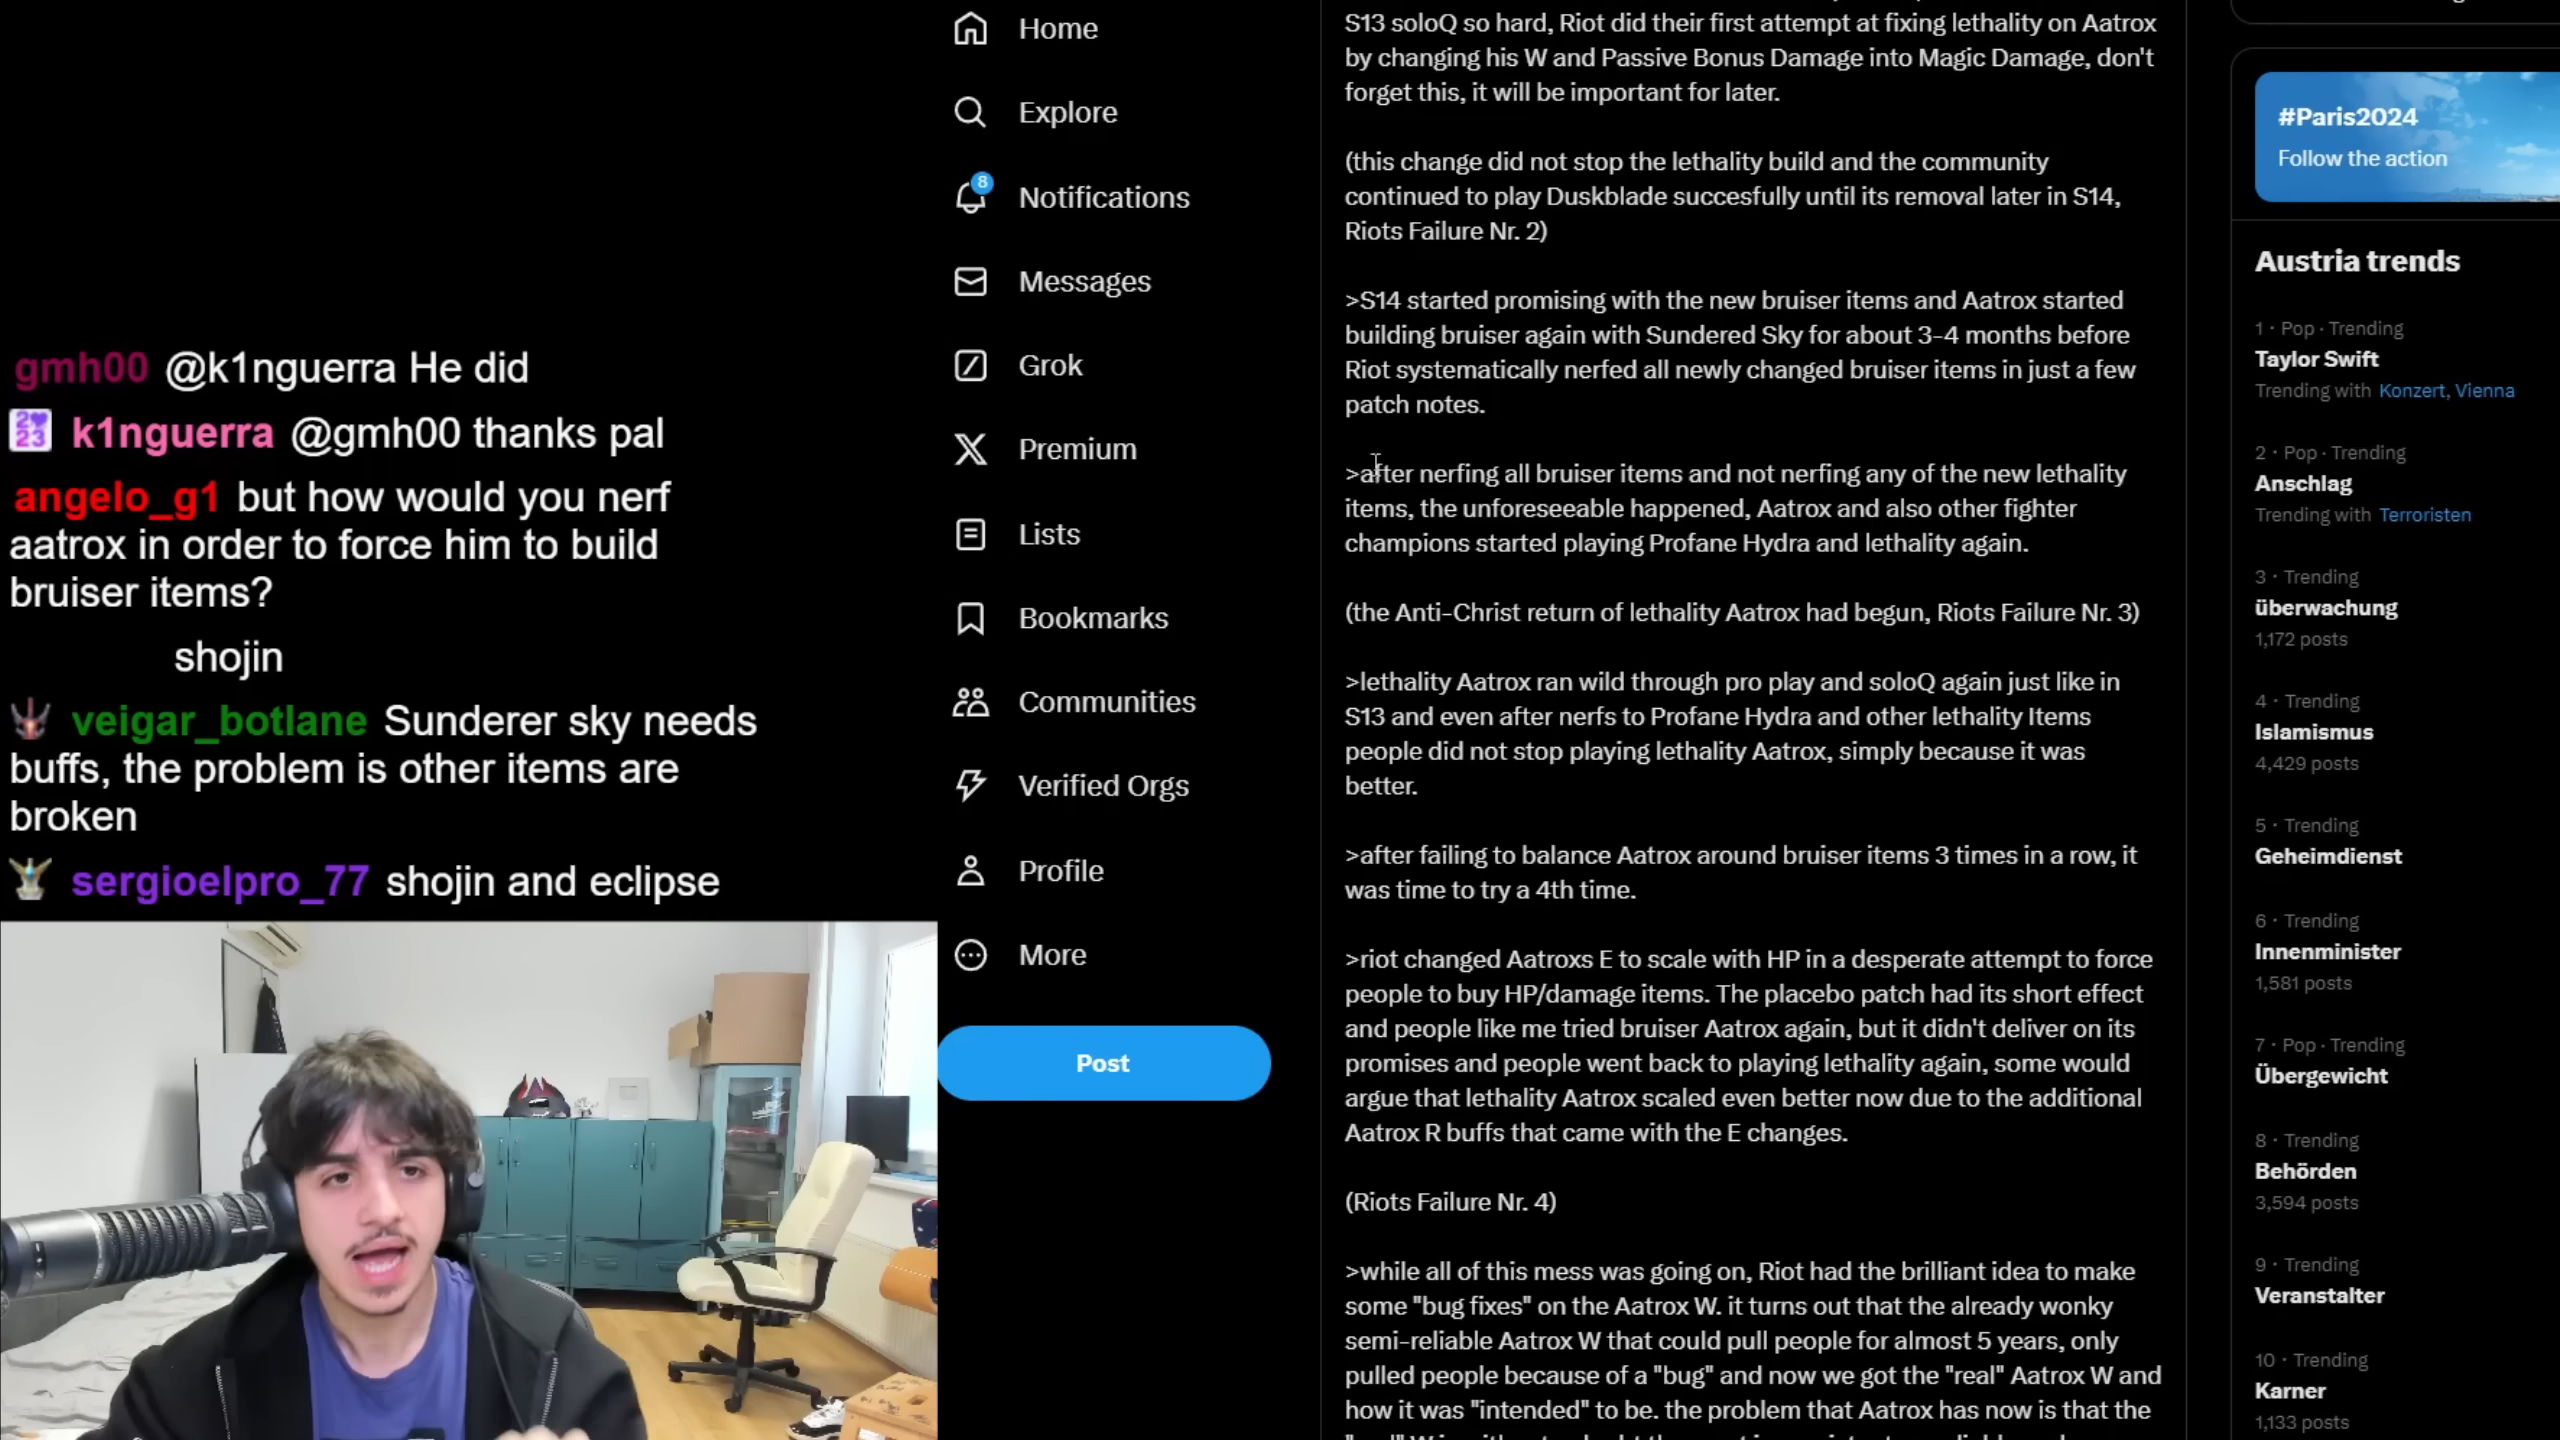 gmh00 @k1nguerra He did
k1nguerra @gmh00 thanks pal
angelo_g1 but how would you nerf
aatrox in order to force him to build
bruiser items?
shojin
veigar_botlane Sunderer sky needs
buffs, the problem is other items are
broken
sergioelpro_77 shojin and eclipse
Home
Explore
8
Notifications
Messages
Grok
Premium
Lists
Bookmarks
Communities
Verified Orgs
Profile
More
Post
S13 soloQ so hard, Riot did their first attempt at fixing lethality on Aatrox
by changing his W and Passive Bonus Damage into Magic Damage, don't
forget this, it will be important for later.
(this change did not stop the lethality build and the community
continued to play Duskblade succesfully until its removal later in S14,
Riots Failure Nr. 2)
>S14 started promising with the new bruiser items and Aatrox started
building bruiser again with Sundered Sky for about 3-4 months before
Riot systematically nerfed all newly changed bruiser items in just a few
patch notes.
>after nerfing all bruiser items and not nerfing any of the new lethality
items, the unforeseeable happened, Aatrox and also other fighter
champions started playing Profane Hydra and lethality again.
(the Anti-Christ return of lethality Aatrox had begun, Riots Failure Nr. 3)
>lethality Aatrox ran wild through pro play and soloQ again just like in
S13 and even after nerfs to Profane Hydra and other lethality Items
people did not stop playing lethality Aatrox, simply because it was
better.
>after failing to balance Aatrox around bruiser items 3 times in a row, it
was time to try a 4th time.
>riot changed Aatroxs E to scale with HP in a desperate attempt to force
people to buy HP/damage items. The placebo patch had its short effect
and people like me tried bruiser Aatrox again, but it didn't deliver on its
promises and people went back to playing lethality again, some would
argue that lethality Aatrox scaled even better now due to the additional
Aatrox R buffs that came with the E changes.
(Riots Failure Nr. 4)
>while all of this mess was going on, Riot had the brilliant idea to make
some "bug fixes" on the Aatrox W. it turns out that the already wonky
semi-reliable Aatrox W that could pull people for almost 5 years, only
pulled people because of a "bug" and now we got the "real" Aatrox W and
how it was "intended" to be. the problem that Aatrox has now is that the
#Paris2024
Follow the action
Austria trends
1 · Pop · Trending
Taylor Swift
Trending with Konzert, Vienna
2 · Pop · Trending
Anschlag
Trending with Terroristen
3 · Trending
überwachung
1,172 posts
4 · Trending
Islamismus
4,429 posts
5 · Trending
Geheimdienst
6 · Trending
Innenminister
1,581 posts
7 · Pop · Trending
Übergewicht
8 · Trending
Behörden
3,594 posts
9 · Trending
Veranstalter
10 · Trending
Karner
1,133 posts